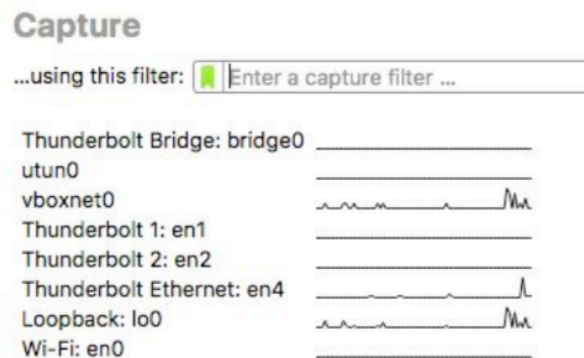 Capture
...using this filter: Enter a capture filter ...
Thunderbolt Bridge: bridge0
utun0
vboxnet0
Thunderbolt 1: en1
Thunderbolt 2: en2
Thunderbolt Ethernet: en4
Loopback: lo0
Wi-Fi: en0